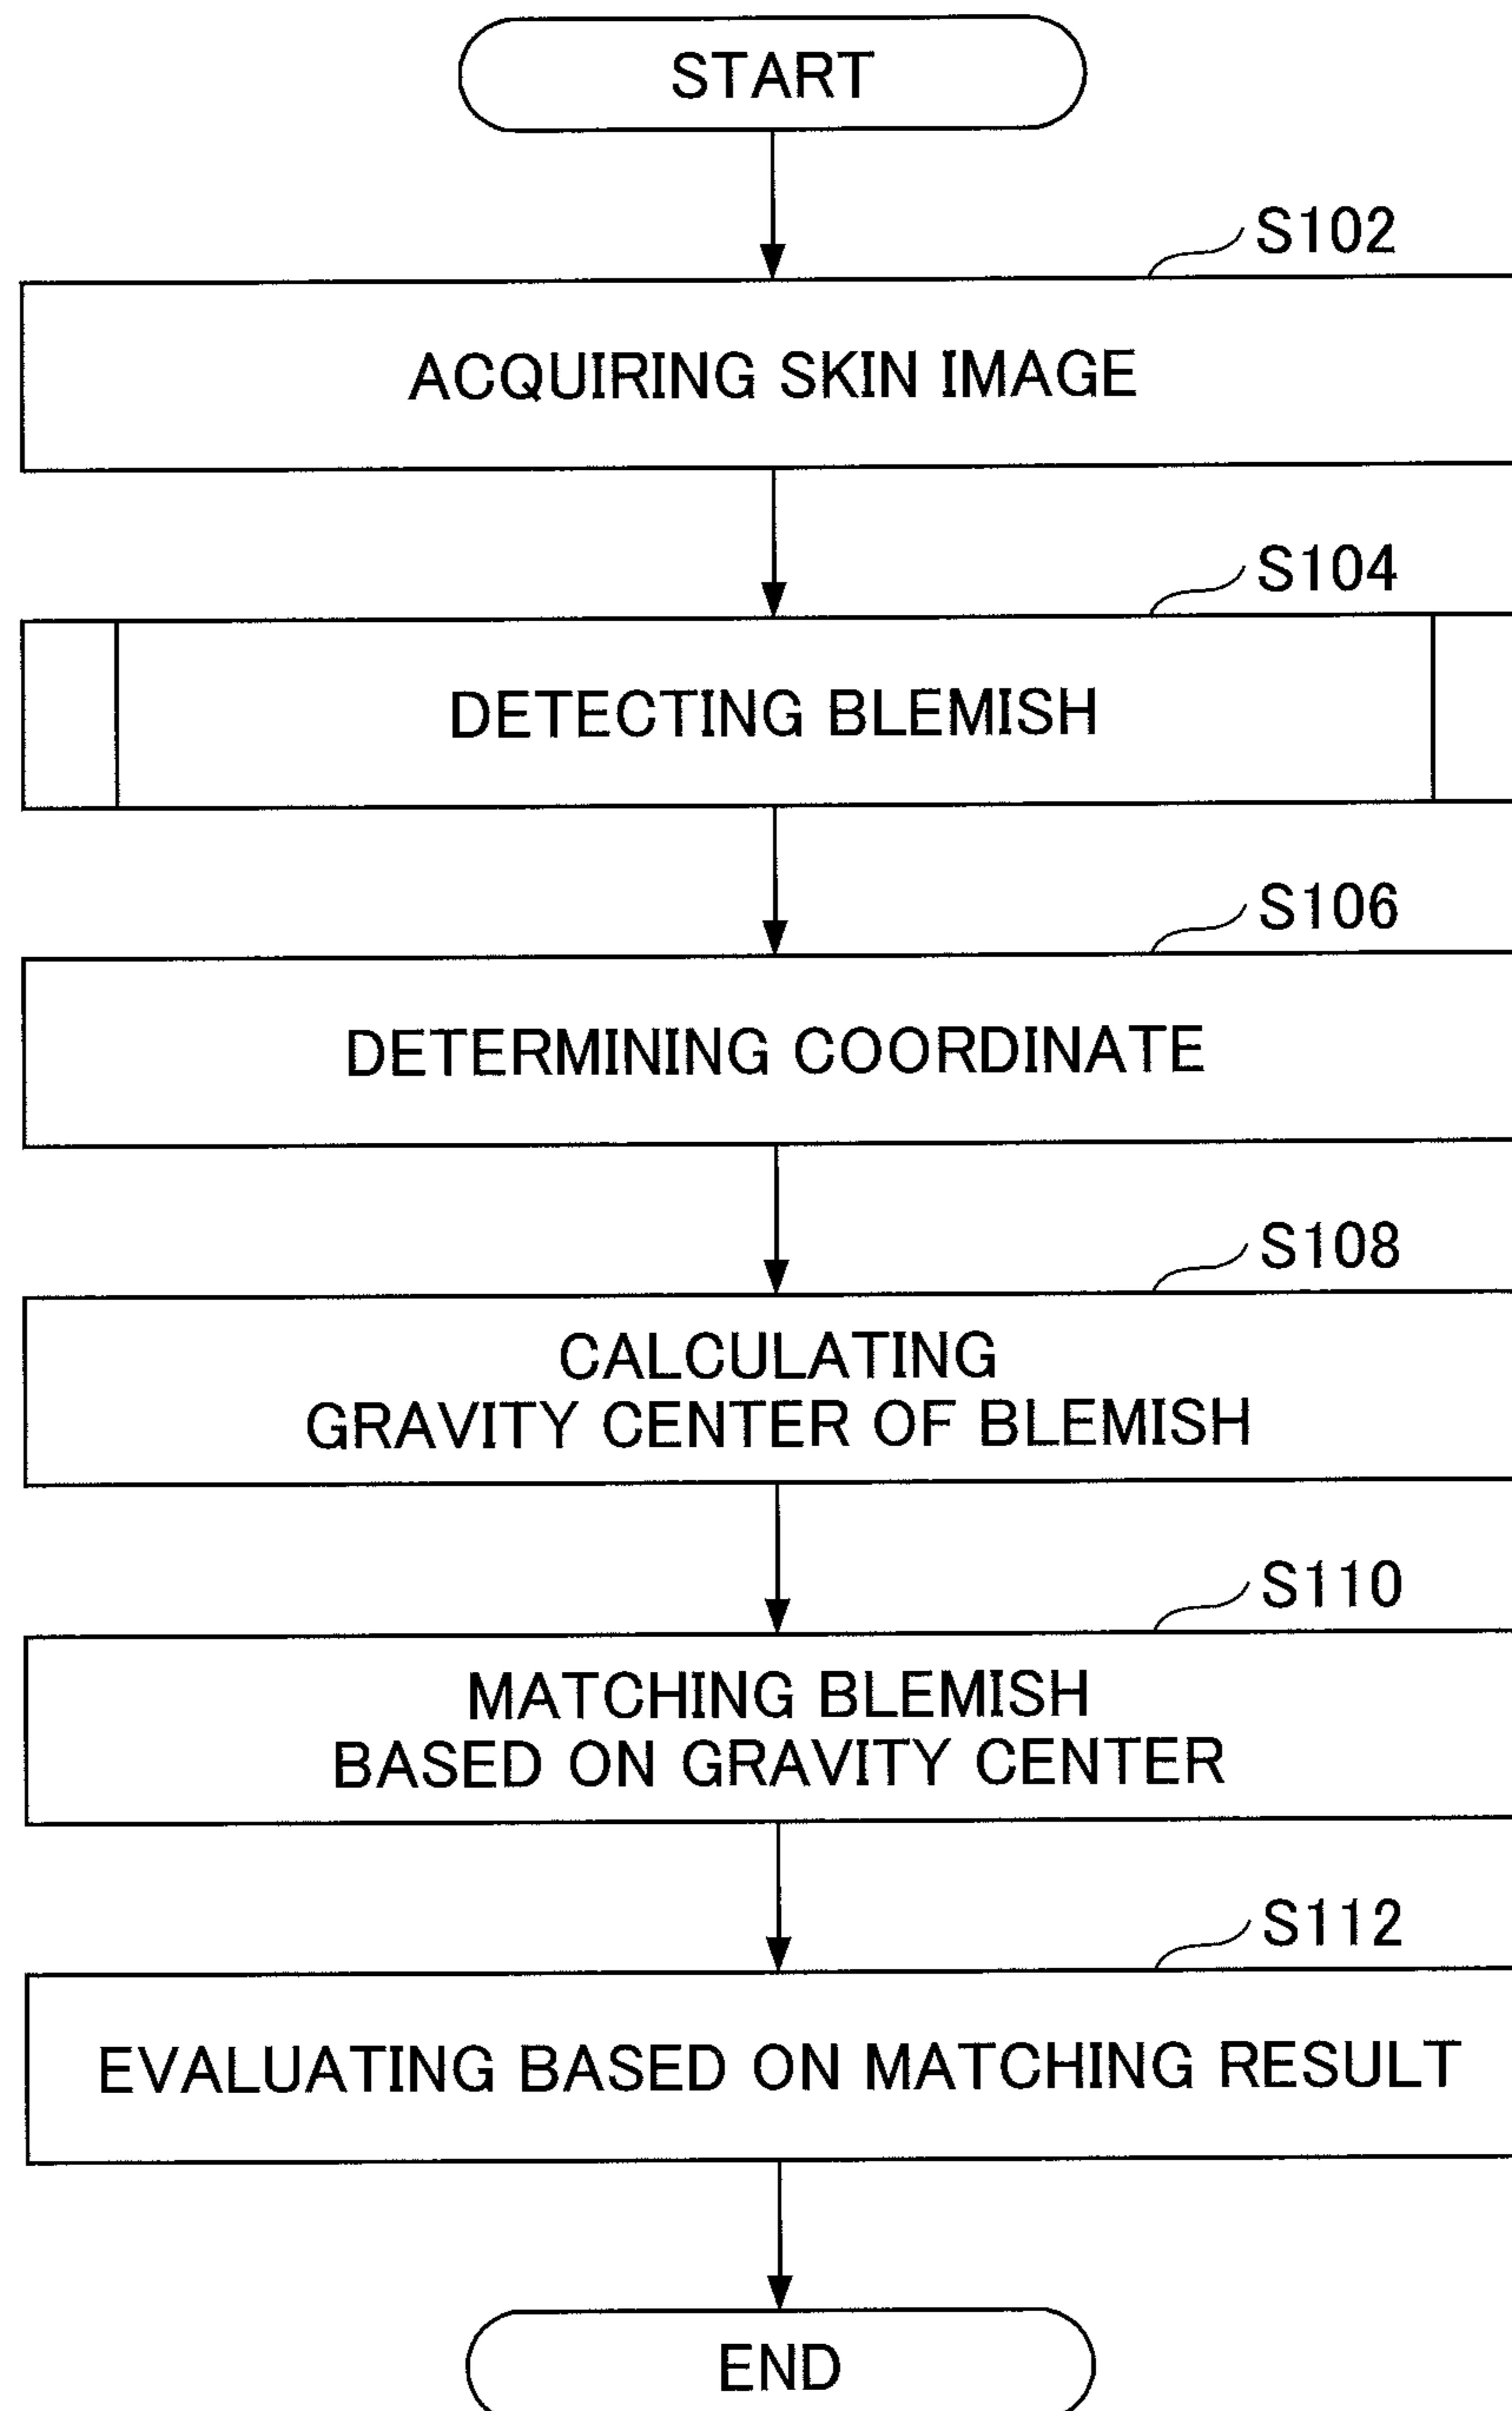 START
S102
ACQUIRING SKIN IMAGE
S104
DETECTING BLEMISH
S106
DETERMINING COORDINATE
S108
CALCULATING
GRAVITY CENTER OF BLEMISH
S110
MATCHING BLEMISH
BASED ON GRAVITY CENTER
S112
EVALUATING BASED ON MATCHING RESULT
END